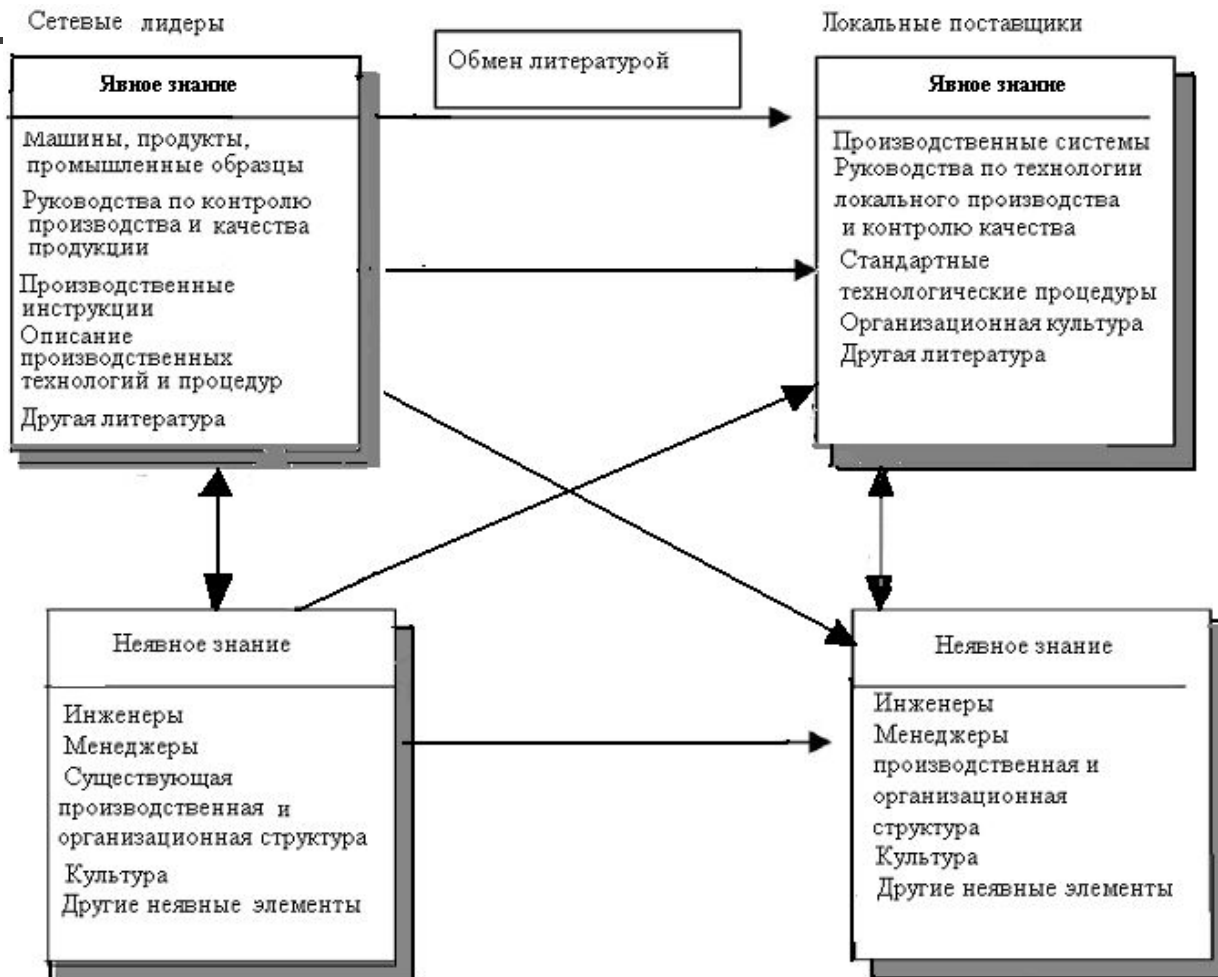 Сетевые лидеры
Локальные поставщики
Обмен литературой
Явное знание
Машины, продукты,
промышленные образцы
Руководства по контролю
производства и качества
продукции
Производственные
инструкции
Описание
производственных
технологий и процедур
Другая литература
Явное знание
Производственные системы
Руководства по технологии
локального производства
и контролю качества
Стандартные
технологические процедуры
Организационная культура
Другая литература
Неявное знание
Инженеры
Менеджеры
Существующая
производственная и
организационная структура
Культура
Другие неявные элементы
Неявное знание
Инженеры
Менеджеры
производственная и
организационная
структура
Культура
Другие неявные элементы